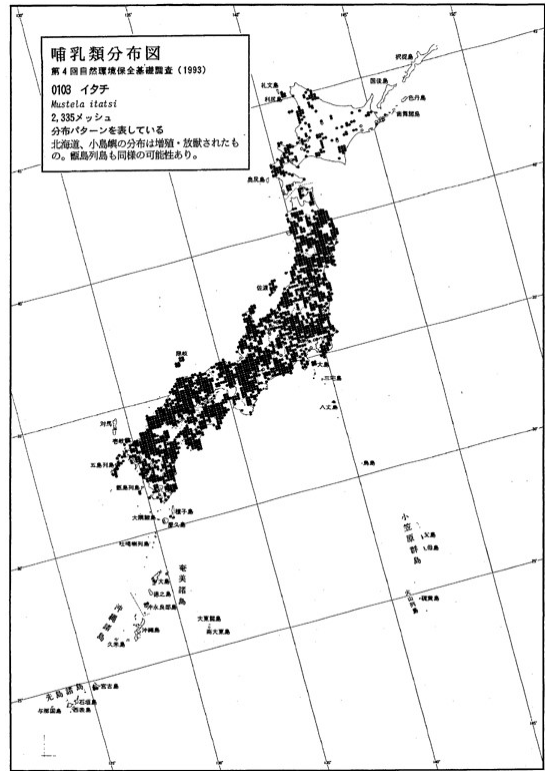 哺乳類分布図
第4回自然環境保全基礎調査（1993）
0103 イタチ
Mustela itatsi
2,335メッシュ
分布パターンを表している
北海道、小島嶼の分布は増殖・放獣されたも
の。甑島列島も同様の可能性あり。
択捉島
国後島
色丹島
歯舞諸島
礼文島
利尻島
奥尻島
佐渡
隠岐
大島
三宅島
八丈島
対馬
壱岐
五島列島
甑島列島
鳥島
種子島
大隅諸島
屋久島
吐噶喇列島
小笠原群島
父島
母島
硫黄島
奄美諸島
大島
徳之島
沖永良部島
沖縄島
久米島
大東諸島
南大東島
先島諸島
宮古島
石垣島
西表島
与那国島